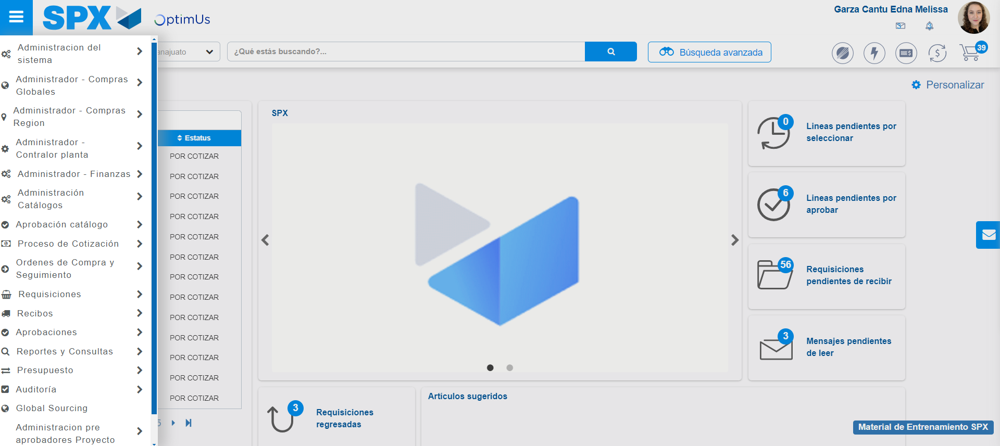 SPX
OptimUs
Garza Cantu Edna Melissa
3
anajuato
¿Qué estás buscando?...
Búsqueda avanzada
39
Personalizar
Administracion del
sistema
Administrador - Compras
Globales
Administrador - Compras
Region
Administrador -
Contralor planta
Administrador - Finanzas
Administración
Catálogos
Aprobación catálogo
Proceso de Cotización
Ordenes de Compra y
Seguimiento
Requisiciones
Recibos
Aprobaciones
Reportes y Consultas
Presupuesto
Auditoría
Global Sourcing
Administracion pre
aprobadores Proyecto
Estatus
POR COTIZAR
POR COTIZAR
POR COTIZAR
POR COTIZAR
POR COTIZAR
POR COTIZAR
POR COTIZAR
POR COTIZAR
POR COTIZAR
POR COTIZAR
POR COTIZAR
POR COTIZAR
POR COTIZAR
5
SPX
0
Lineas pendientes por
seleccionar
6
Lineas pendientes por
aprobar
56
Requisiciones
pendientes de recibir
3
Mensajes pendientes
de leer
3
Requisiciones
regresadas
Artículos sugeridos
Material de Entrenamiento SPX